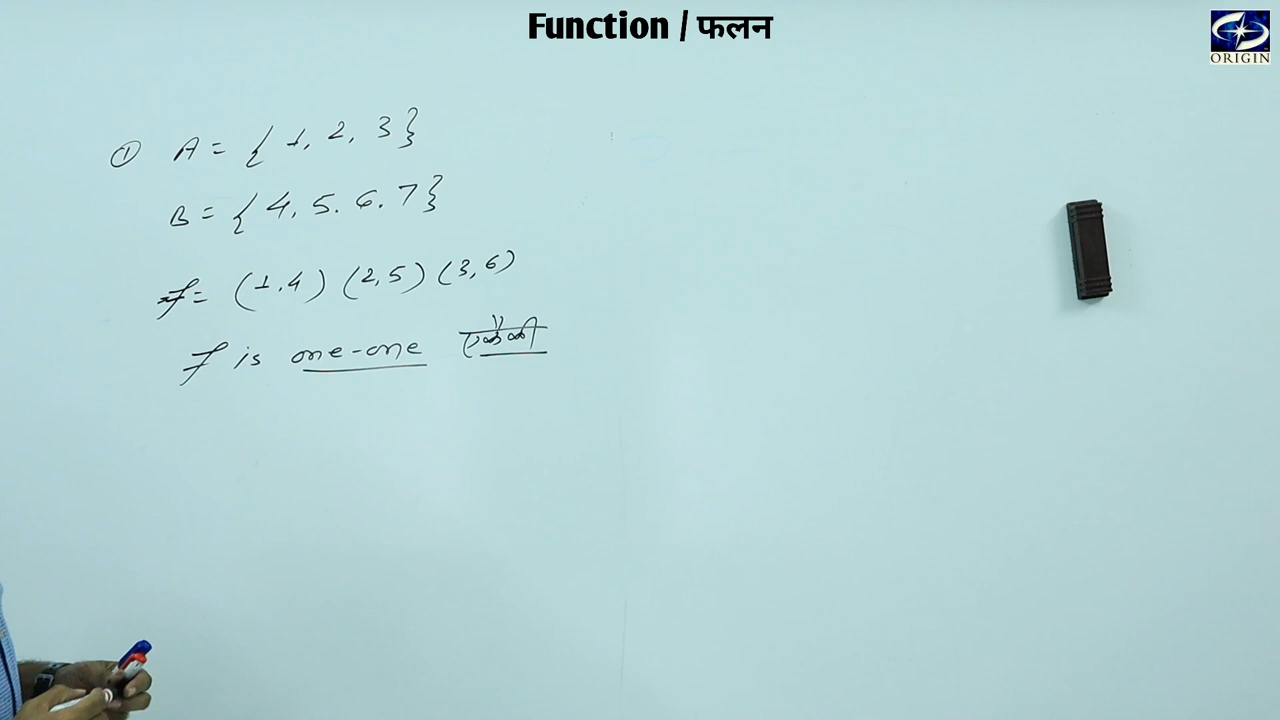 Function / फलन
ORIGIN
① A = { 1, 2, 3 }
B = { 4, 5. 6. 7 }
f = (1.4) (2,5) (3,6)
f is one-one एकैकी